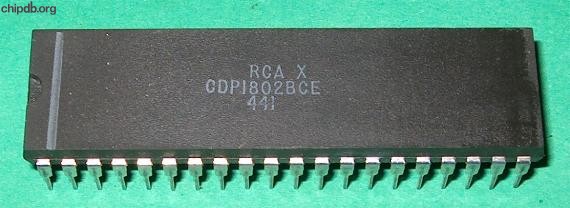 chipdb.org
RCA X
CDP1802BCE
441